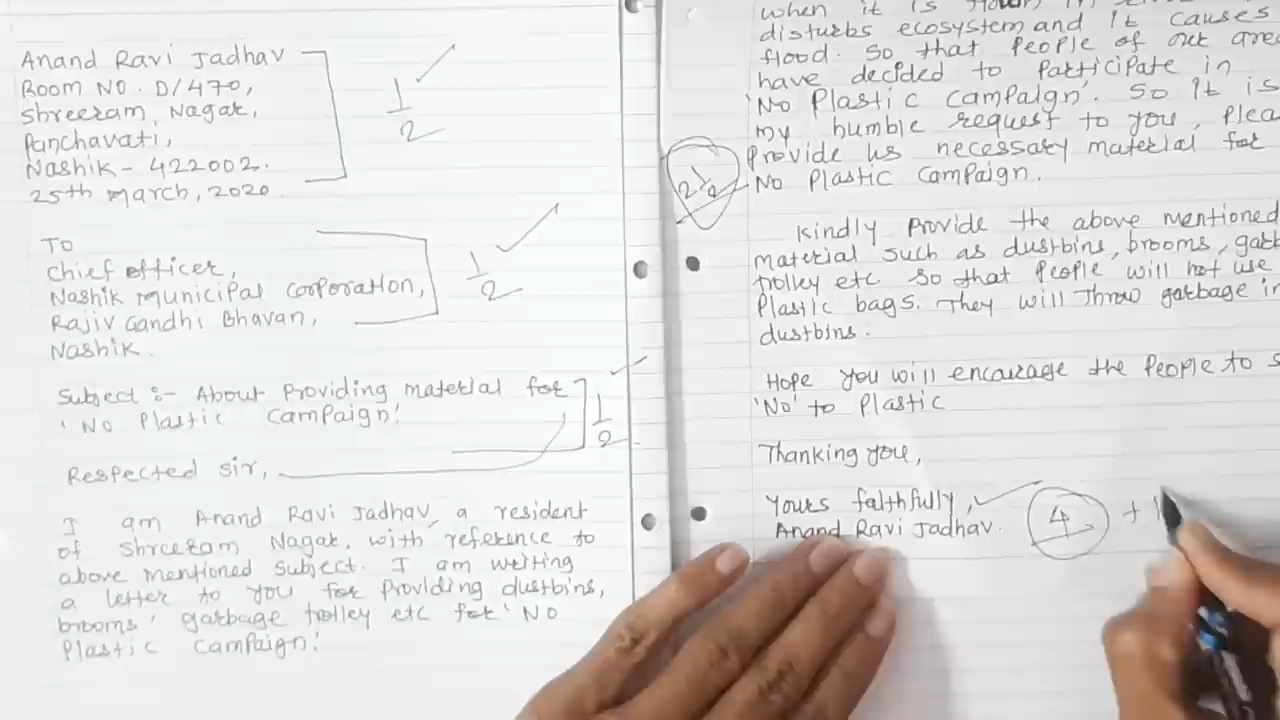 Anand Ravi Jadhav
Room No. D/470,
Shreeram, Nagar,
Panchavati,
Nashik - 422002.
25th March, 2020.
1/2
To
Chief officer,
Nashik Municipal Corporation,
Rajiv Gandhi Bhavan,
Nashik.
1/2
Subject :- About Providing material for
'No Plastic Campaign'
1/2
Respected sir,
I am Anand Ravi Jadhav, a resident
of Shreeram Nagar, with reference to
above mentioned subject. I am writing
a letter to you for Providing dustbins,
brooms, garbage trolley etc for 'No
Plastic Campaign'
when it is
disturbs ecosystem and it causes
flood. So that People of our area
have decided to Participate in
'No Plastic Campaign'. So it is
my humble request to you, Plea
Provide us necessary material for
No Plastic Campaign.
2 1/2
Kindly Provide the above mentioned
material such as dustbins, brooms, garb
trolley etc so that People will not use
Plastic bags. They will throw garbage in
dustbins.
Hope you will encourage the People to s
'No' to Plastic
Thanking you,
Yours faithfully,
Anand Ravi Jadhav.
4 + 1